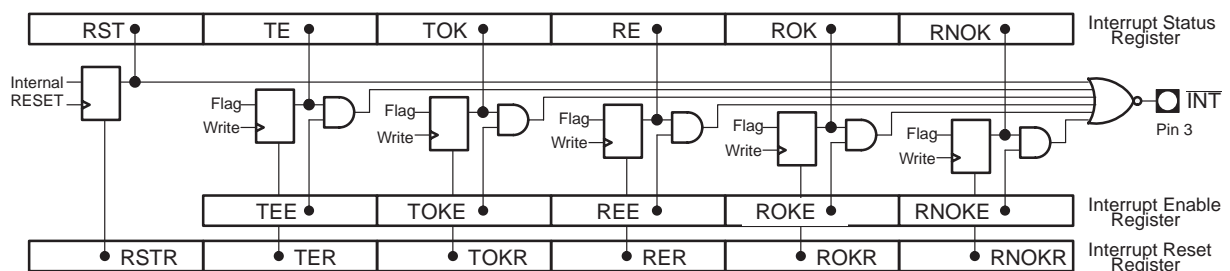 RST TE TOK RE ROK RNOK Interrupt Status
Register
Internal
RESET
Flag
Write
Flag
Write
Flag
Write
Flag
Write
Flag
Write
INT
Pin 3
TEE TOKE REE ROKE RNOKE Interrupt Enable
Register
RSTR TER TOKR RER ROKR RNOKR Interrupt Reset
Register